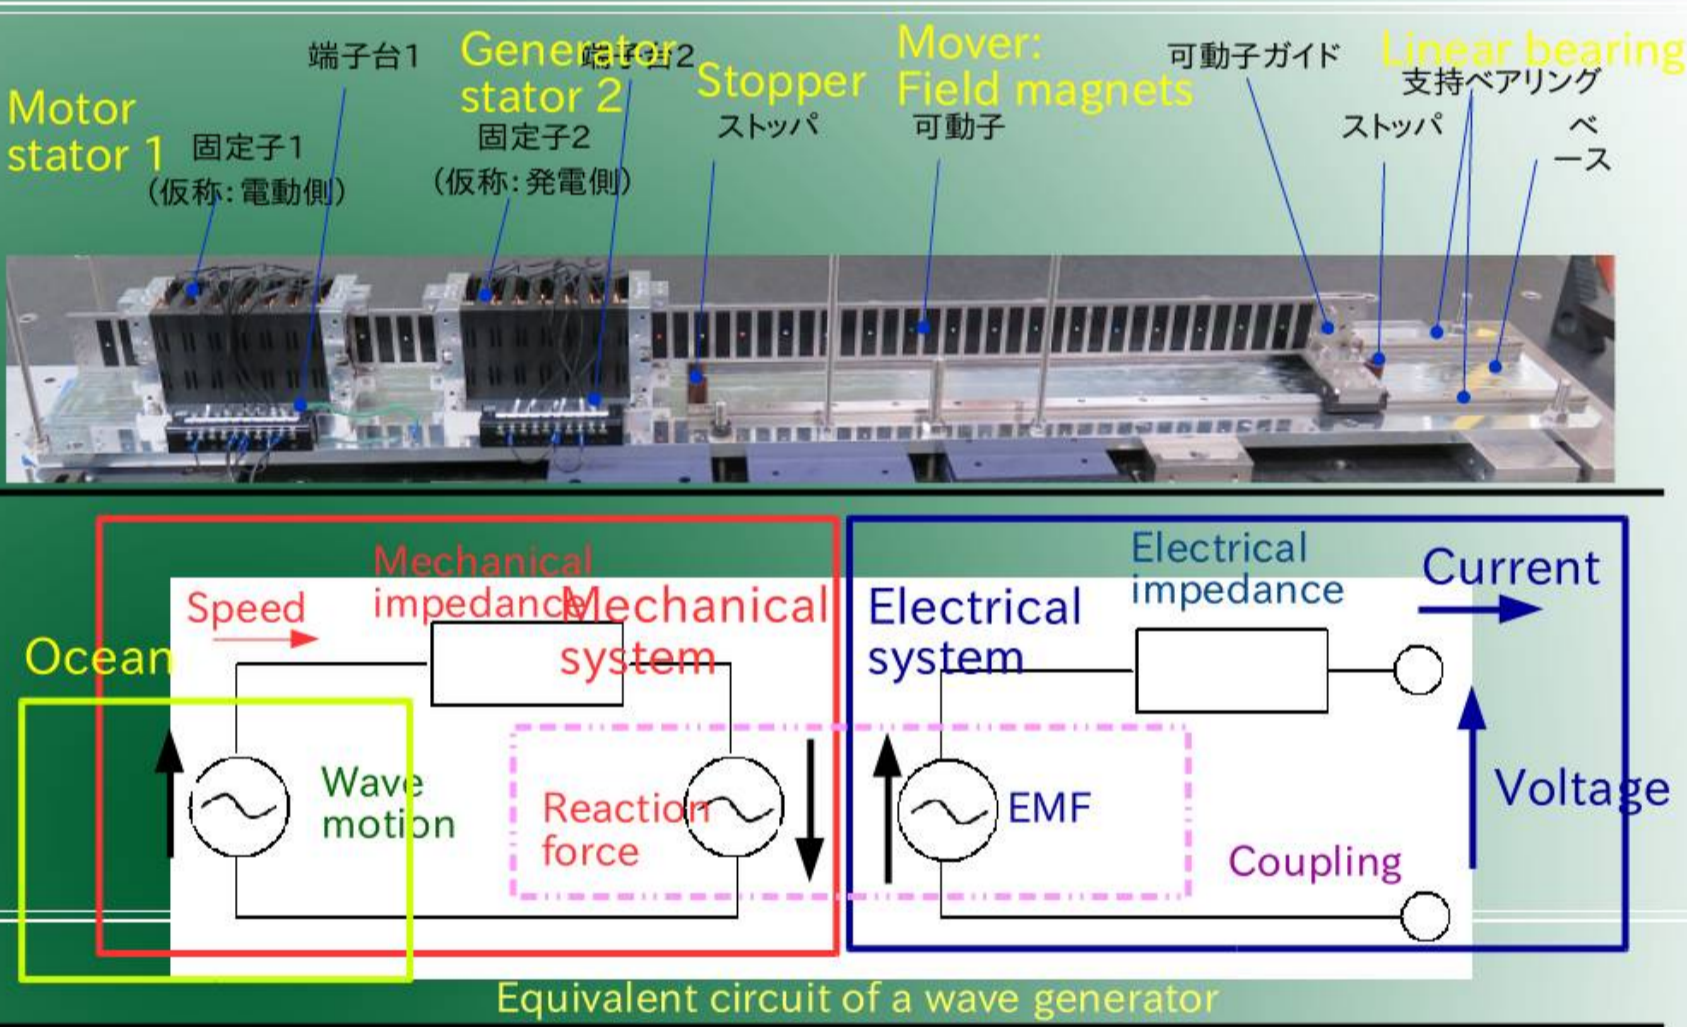 端子台1
Generator
stator 2
端子台2
Stopper
ストッパ
Mover:
Field magnets
可動子
可動子ガイド
Linear bearing
支持ベアリング
ストッパ
ベ
ース
Motor
stator 1
固定子1
(仮称:電動側)
固定子2
(仮称:発電側)
Mechanical
impedance
Speed
Mechanical
system
Ocean
Wave
motion
Reaction
force
Electrical
system
Electrical
impedance
Current
EMF
Voltage
Coupling
Equivalent circuit of a wave generator